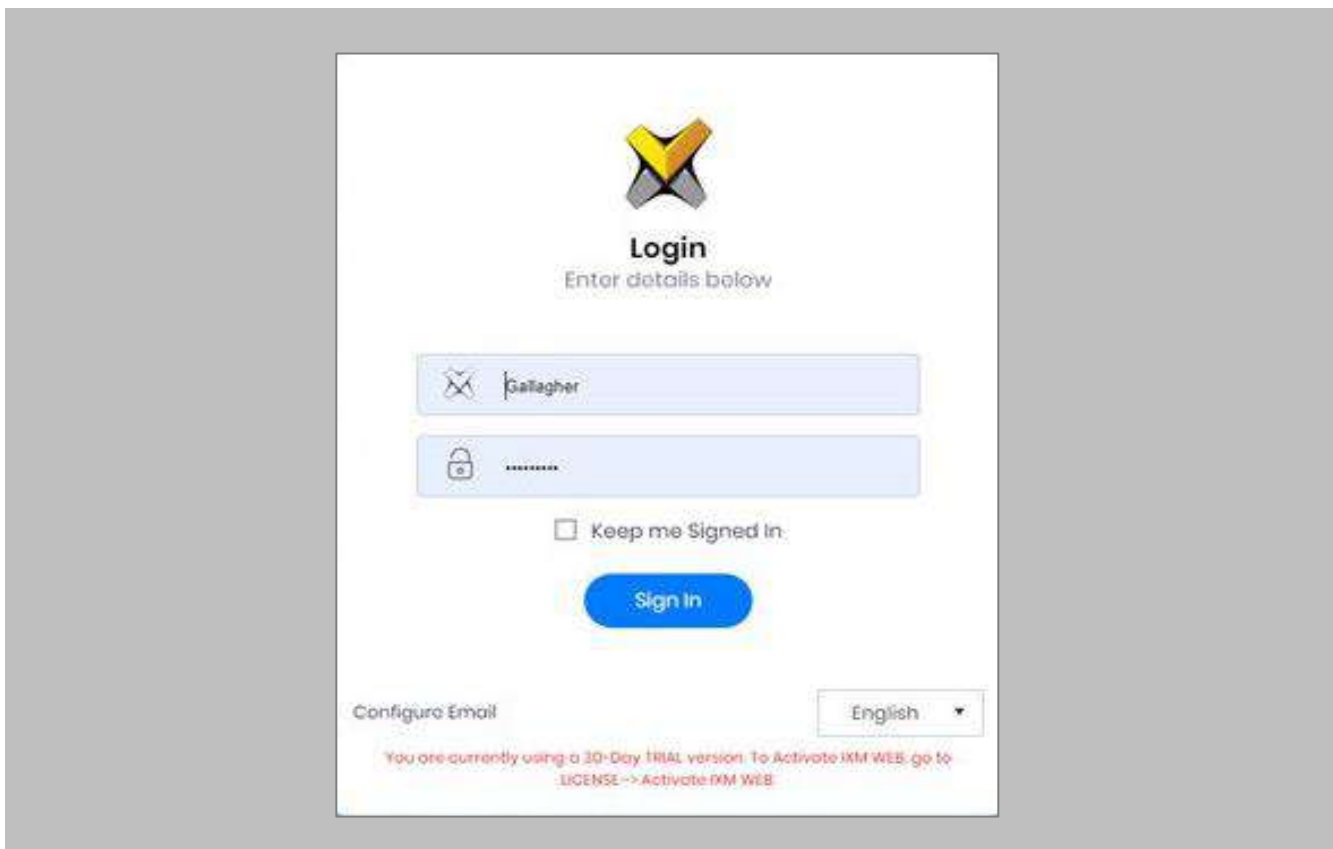 Login
Enter details below
Gallagher
•••••••••
Keep me Signed In
Sign In
Configure Email
English
You are currently using a 30-Day TRIAL version. To Activate IXM WEB, go to
LICENSE -> Activate IXM WEB